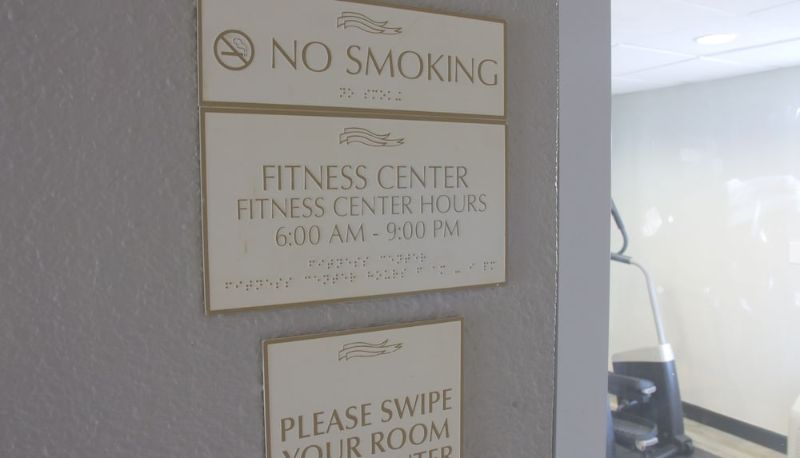 NO SMOKING
FITNESS CENTER
FITNESS CENTER HOURS
6:00 AM - 9:00 PM
PLEASE SWIPE
YOUR ROOM